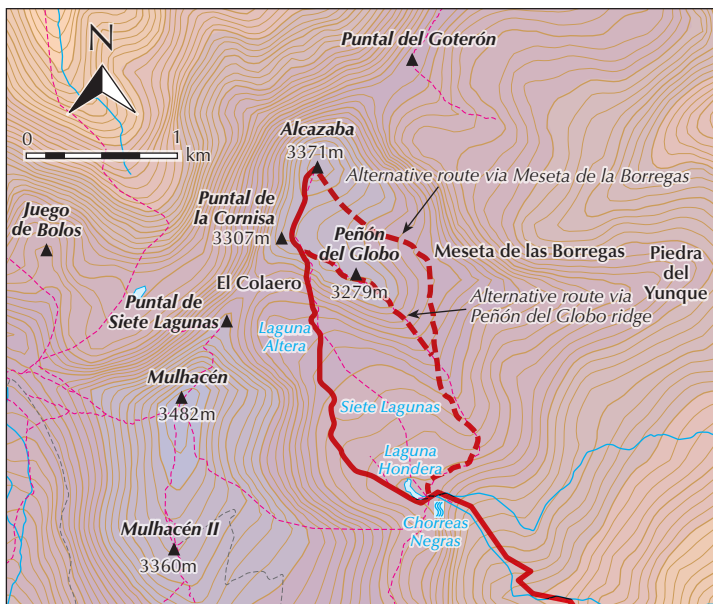 N
0
1
km
Puntal del Goterón
Alcazaba
3371m
Alternative route via Meseta de la Borregas
Puntal de
la Cornisa
3307m
Juego
de Bolos
Peñón
del Globo
3279m
Meseta de las Borregas
Piedra
del
Yunque
El Colaero
Puntal de
Siete Lagunas
Alternative route via
Peñón del Globo ridge
Laguna
Altera
Mulhacén
3482m
Siete Lagunas
Laguna
Hondera
Chorreas
Negras
Mulhacén II
3360m